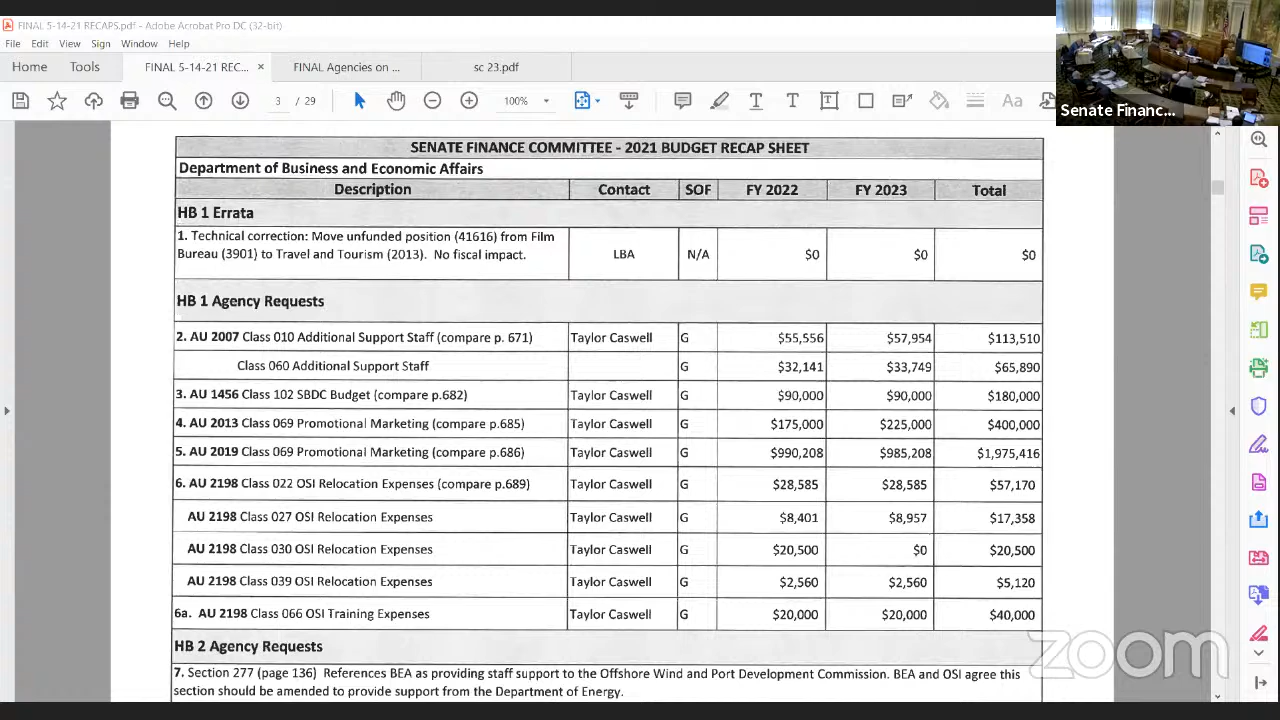 FINAL 5-14-21 RECAPS.pdf - Adobe Acrobat Pro DC (32-bit)
File Edit View Sign Window Help
Home Tools FINAL 5-14-21 REC... × FINAL Agencies on ... sc 23.pdf
3 / 29 100%
Senate Financ...
SENATE FINANCE COMMITTEE - 2021 BUDGET RECAP SHEET
Department of Business and Economic Affairs
Description Contact SOF FY 2022 FY 2023 Total
HB 1 Errata
1. Technical correction: Move unfunded position (41616) from Film
Bureau (3901) to Travel and Tourism (2013). No fiscal impact. LBA N/A $0 $0 $0
HB 1 Agency Requests
2. AU 2007 Class 010 Additional Support Staff (compare p. 671) Taylor Caswell G $55,556 $57,954 $113,510
Class 060 Additional Support Staff G $32,141 $33,749 $65,890
3. AU 1456 Class 102 SBDC Budget (compare p.682) Taylor Caswell G $90,000 $90,000 $180,000
4. AU 2013 Class 069 Promotional Marketing (compare p.685) Taylor Caswell G $175,000 $225,000 $400,000
5. AU 2019 Class 069 Promotional Marketing (compare p.686) Taylor Caswell G $990,208 $985,208 $1,975,416
6. AU 2198 Class 022 OSI Relocation Expenses (compare p.689) Taylor Caswell G $28,585 $28,585 $57,170
AU 2198 Class 027 OSI Relocation Expenses Taylor Caswell G $8,401 $8,957 $17,358
AU 2198 Class 030 OSI Relocation Expenses Taylor Caswell G $20,500 $0 $20,500
AU 2198 Class 039 OSI Relocation Expenses Taylor Caswell G $2,560 $2,560 $5,120
6a. AU 2198 Class 066 OSI Training Expenses Taylor Caswell G $20,000 $20,000 $40,000
HB 2 Agency Requests
7. Section 277 (page 136) References BEA as providing staff support to the Offshore Wind and Port Development Commission. BEA and OSI agree this
section should be amended to provide support from the Department of Energy.
zoom